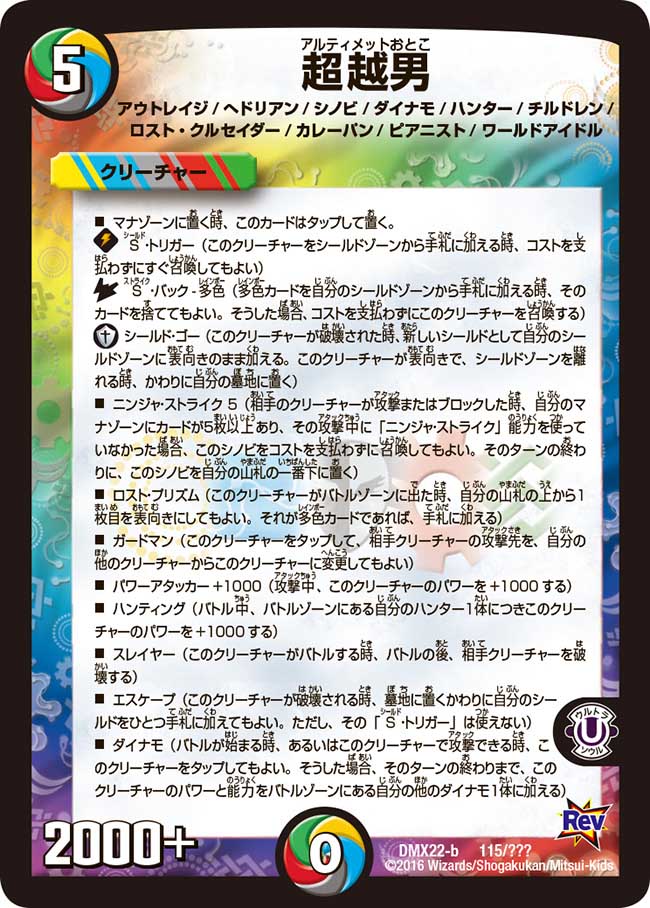 5
アルティメットおとこ
超越男
アウトレイジ / ヘドリアン / シノビ / ダイナモ / ハンター / チルドレン /
ロスト・クルセイダー / カレーパン / ピアニスト / ワールドアイドル
クリーチャー
■ マナゾーンに置く時、このカードはタップして置く。
S・トリガー（このクリーチャーをシールドゾーンから手札に加える時、コストを支
払わずにすぐ召喚してもよい）
S・バック - 多色（多色カードを自分のシールドゾーンから手札に加える時、その
カードを捨ててもよい。そうした場合、コストを支払わずにこのクリーチャーを召喚する）
シールド・ゴー（このクリーチャーが破壊された時、新しいシールドとして自分のシー
ルドゾーンに表向きのまま加える。このクリーチャーが表向きで、シールドゾーンを離
れる時、かわりに自分の墓地に置く）
■ ニンジャ・ストライク 5（相手のクリーチャーが攻撃またはブロックした時、自分のマ
ナゾーンにカードが5枚以上あり、その攻撃中に「ニンジャ・ストライク」能力を使って
いなかった場合、このシノビをコストを支払わずに召喚してもよい。そのターンの終わ
りに、このシノビを自分の山札の一番下に置く）
■ ロスト・プリズム（このクリーチャーがバトルゾーンに出た時、自分の山札の上から1
枚目を表向きにしてもよい。それが多色カードであれば、手札に加える）
■ ガードマン（このクリーチャーをタップして、相手クリーチャーの攻撃先を、自分の
他のクリーチャーからこのクリーチャーに変更してもよい）
■ パワーアタッカー+1000（攻撃中、このクリーチャーのパワーを+1000する）
■ ハンティング（バトル中、バトルゾーンにある自分のハンター1体につきこのクリー
チャーのパワーを+1000する）
■ スレイヤー（このクリーチャーがバトルする時、バトルの後、相手クリーチャーを破
壊する）
■ エスケープ（このクリーチャーが破壊される時、墓地に置くかわりに自分のシー
ルドをひとつ手札に加えてもよい。ただし、その「S・トリガー」は使えない）
■ ダイナモ（バトルが始まる時、あるいはこのクリーチャーで攻撃できる時、こ
のクリーチャーをタップしてもよい。そうした場合、そのターンの終わりまで、この
クリーチャーのパワーと能力をバトルゾーンにある自分の他のダイナモ1体に加える）
ウルトラ
U
ソウル
Rev
2000+
0
DMX22-b 115/???
©2016 Wizards/Shogakukan/Mitsui-Kids